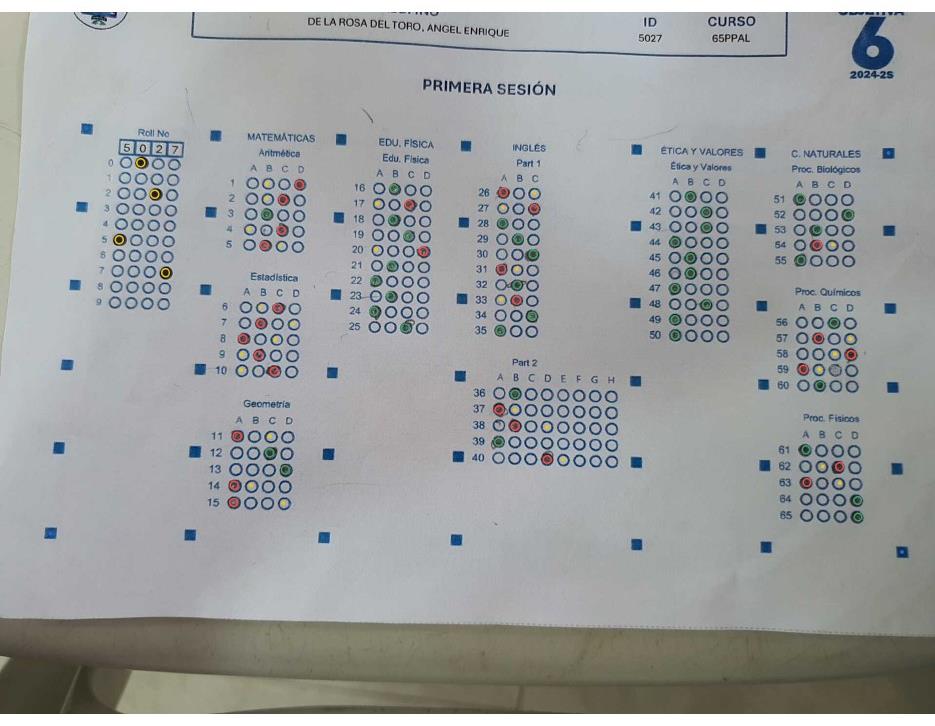 DE LA ROSA DEL TORO, ANGEL ENRIQUE
ID CURSO
5027 65PPAL
6
2024-2S
PRIMERA SESIÓN
Roll No
5 0 2 7
0
1
2
3
4
5
6
7
8
9
MATEMÁTICAS
Aritmética
A B C D
1
2
3
4
5
Estadística
A B C D
6
7
8
9
10
Geometría
A B C D
11
12
13
14
15
EDU. FÍSICA
Edu. Física
A B C D
16
17
18
19
20
21
22
23
24
25
INGLÉS
Part 1
A B C
26
27
28
29
30
31
32
33
34
35
Part 2
A B C D E F G H
36
37
38
39
40
ÉTICA Y VALORES
Ética y Valores
A B C D
41
42
43
44
45
46
47
48
49
50
C. NATURALES
Proc. Biológicos
A B C D
51
52
53
54
55
Proc. Químicos
A B C D
56
57
58
59
60
Proc. Físicos
A B C D
61
62
63
64
65